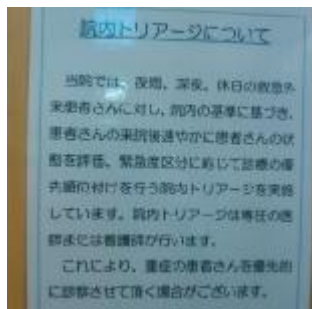 院内トリアージについて
当院では、夜間、深夜、休日の救急外
来患者さんに対し、院内の基準に基づき、
患者さんの来院後速やかに患者さんの状
態を評価、緊急度区分に応じて診療の優
先順位付けを行う院内トリアージを実施
しています。院内トリアージは専任の医
師または看護師が行います。
これにより、重症の患者さんを優先的
に診察させて頂く場合がございます。